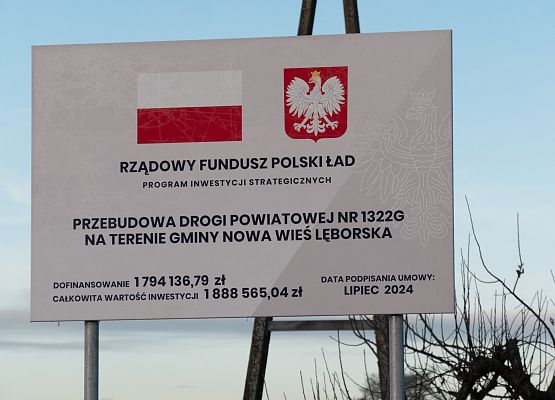 RZĄDOWY FUNDUSZ POLSKI ŁAD
PROGRAM INWESTYCJI STRATEGICZNYCH
PRZEBUDOWA DROGI POWIATOWEJ NR 1322G
NA TERENIE GMINY NOWA WIEŚ LĘBORSKA
DOFINANSOWANIE 1 794 136,79 zł
CAŁKOWITA WARTOŚĆ INWESTYCJI 1 888 565,04 zł
DATA PODPISANIA UMOWY:
LIPIEC 2024